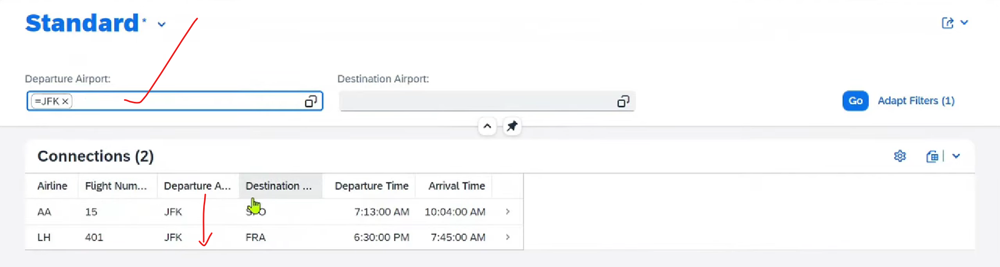 Standard*
Departure Airport: Destination Airport:
=JFK Go Adapt Filters (1)
Connections (2)
Airline Flight Num... Departure A... Destination ... Departure Time Arrival Time
AA 15 JFK SFO 7:13:00 AM 10:04:00 AM
LH 401 JFK FRA 6:30:00 PM 7:45:00 AM